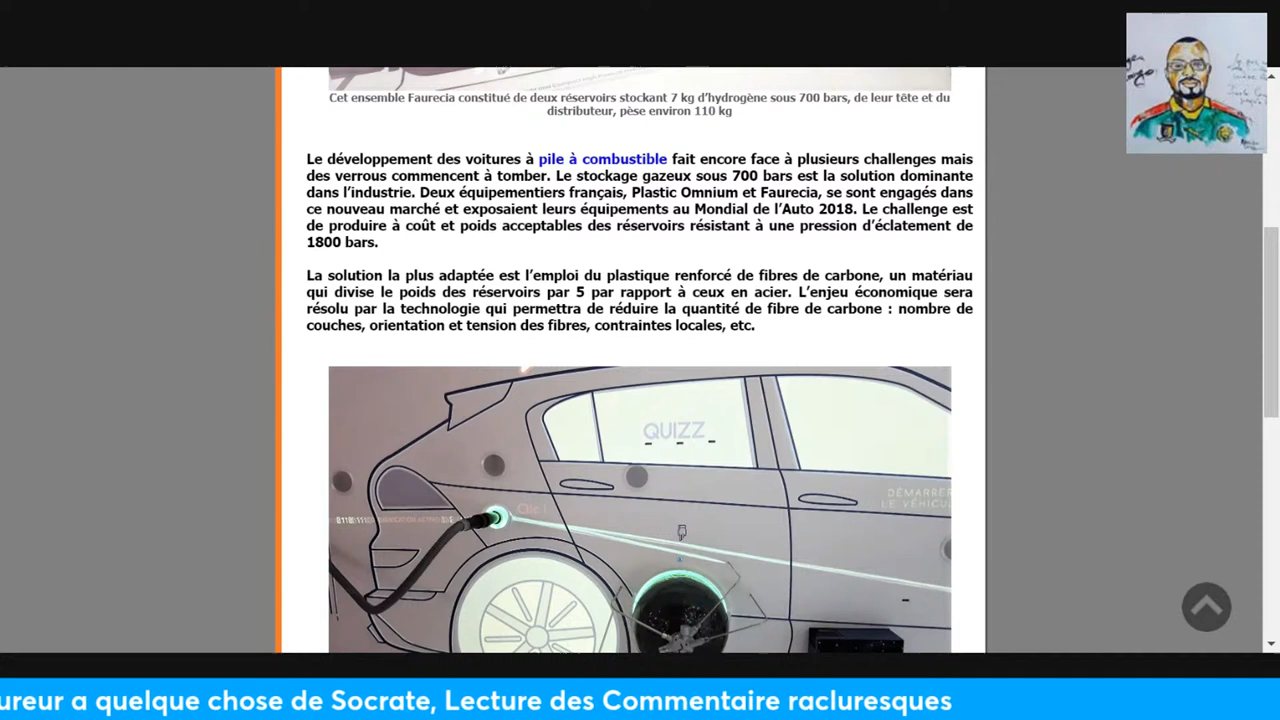 Cet ensemble Faurecia constitué de deux réservoirs stockant 7 kg d’hydrogène sous 700 bars, de leur tête et du
distributeur, pèse environ 110 kg
Le développement des voitures à pile à combustible fait encore face à plusieurs challenges mais
des verrous commencent à tomber. Le stockage gazeux sous 700 bars est la solution dominante
dans l’industrie. Deux équipementiers français, Plastic Omnium et Faurecia, se sont engagés dans
ce nouveau marché et exposaient leurs équipements au Mondial de l’Auto 2018. Le challenge est
de produire à coût et poids acceptables des réservoirs résistant à une pression d’éclatement de
1800 bars.
La solution la plus adaptée est l’emploi du plastique renforcé de fibres de carbone, un matériau
qui divise le poids des réservoirs par 5 par rapport à ceux en acier. L’enjeu économique sera
résolu par la technologie qui permettra de réduire la quantité de fibre de carbone : nombre de
couches, orientation et tension des fibres, contraintes locales, etc.
QUIZZ
DÉMARRER
LE VÉHICU
Clic !
ureur a quelque chose de Socrate, Lecture des Commentaire racluresques